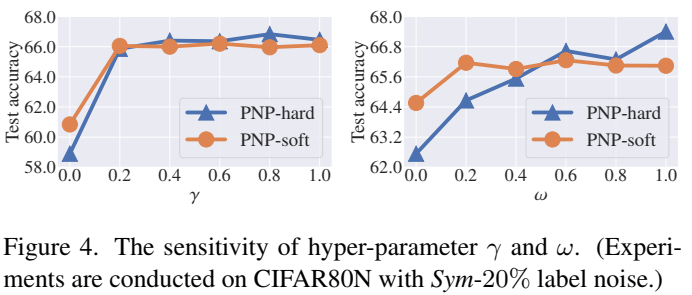 68.0
66.0
64.0
62.0
60.0
58.0
Test accuracy
PNP-hard
PNP-soft
0.0 0.2 0.4 0.6 0.8 1.0
γ
68.0
66.8
65.6
64.4
63.2
62.0
Test accuracy
PNP-hard
PNP-soft
0.0 0.2 0.4 0.6 0.8 1.0
ω
Figure 4. The sensitivity of hyper-parameter γ and ω. (Experi-
ments are conducted on CIFAR80N with Sym-20% label noise.)